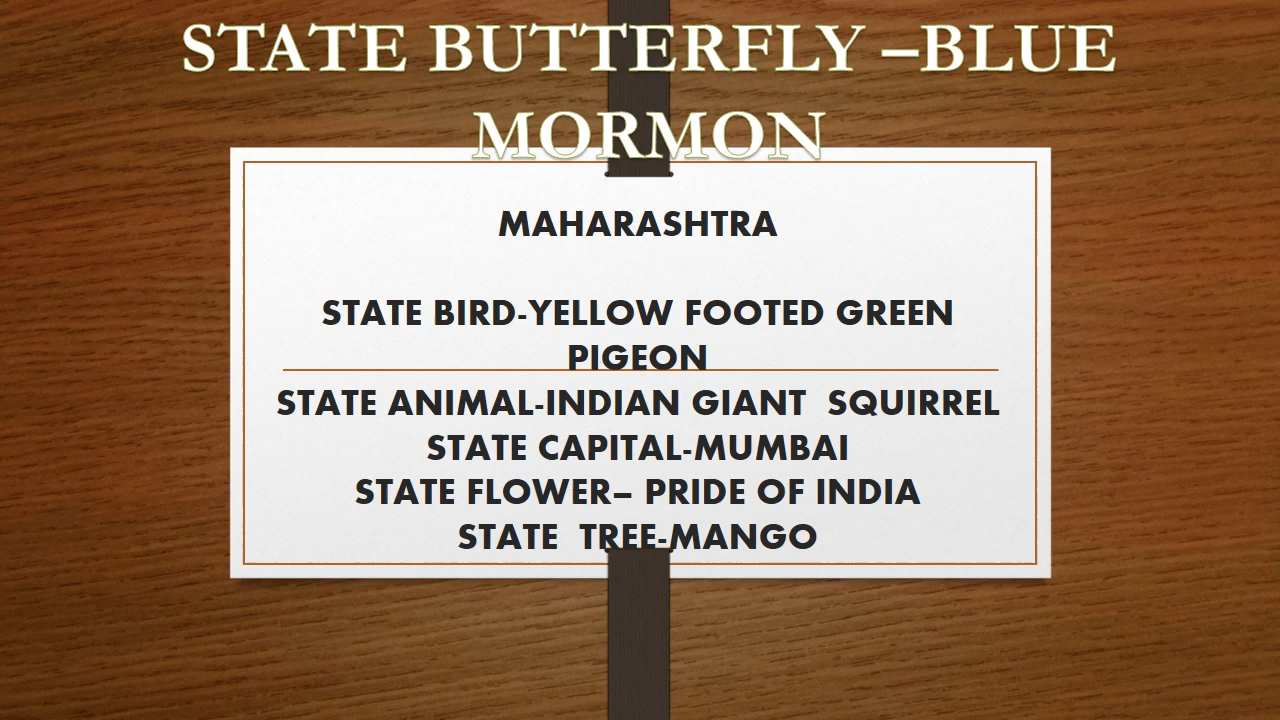 STATE BUTTERFLY –BLUE
MORMON
MAHARASHTRA
STATE BIRD-YELLOW FOOTED GREEN
PIGEON
STATE ANIMAL-INDIAN GIANT  SQUIRREL
STATE CAPITAL-MUMBAI
STATE FLOWER– PRIDE OF INDIA
STATE  TREE-MANGO